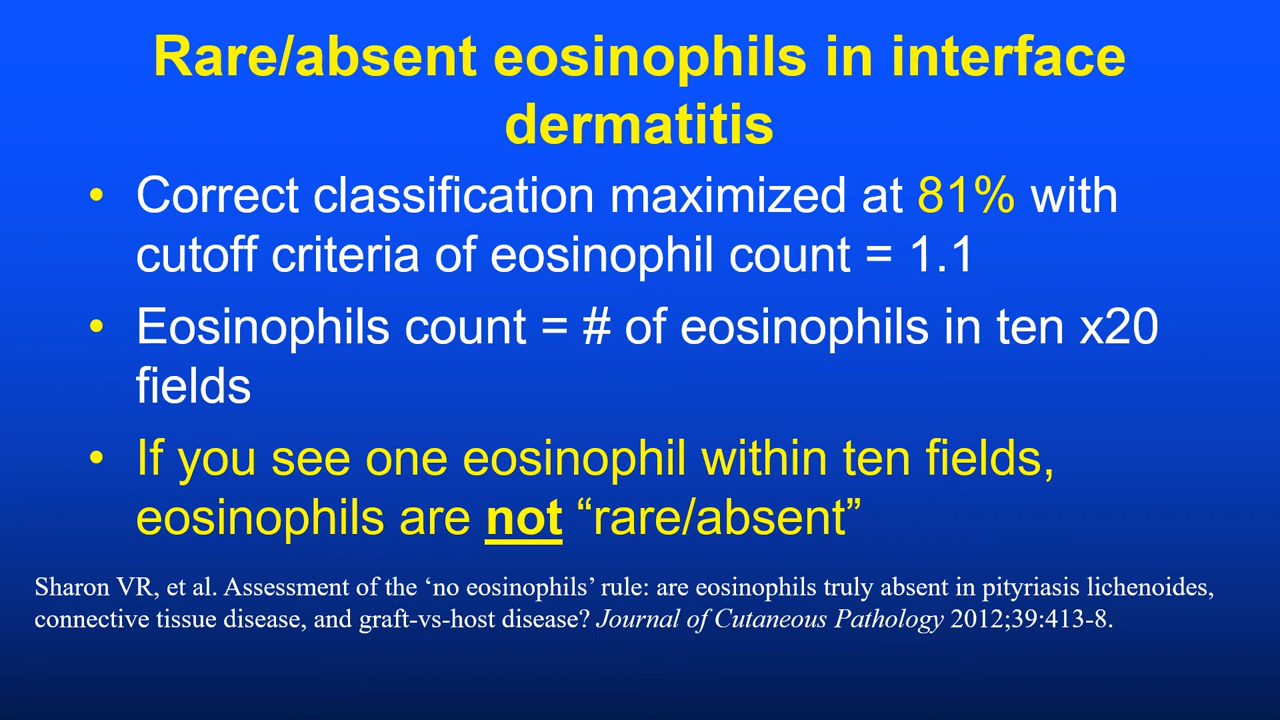 Rare/absent eosinophils in interface
dermatitis
• Correct classification maximized at 81% with
cutoff criteria of eosinophil count = 1.1
• Eosinophils count = # of eosinophils in ten x20
fields
• If you see one eosinophil within ten fields,
eosinophils are not “rare/absent”
Sharon VR, et al. Assessment of the ‘no eosinophils’ rule: are eosinophils truly absent in pityriasis lichenoides,
connective tissue disease, and graft-vs-host disease? Journal of Cutaneous Pathology 2012;39:413-8.